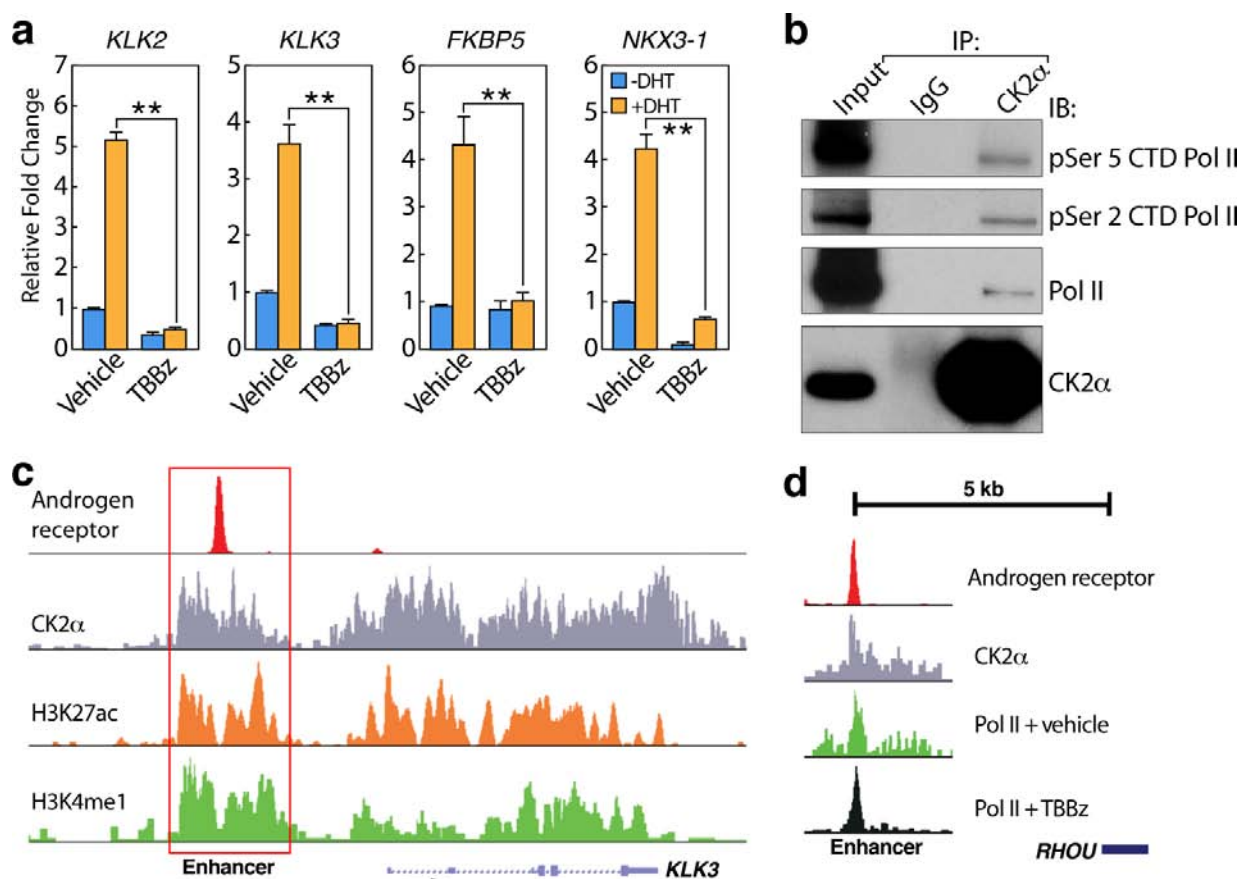 a
KLK2
KLK3
FKBP5
NKX3-1
Relative Fold Change
7
6
5
4
3
2
1
0
**
Vehicle
TBBz
5
4
3
2
1
0
**
Vehicle
TBBz
6
5
4
3
2
1
0
**
Vehicle
TBBz
6
5
4
3
2
1
0
-DHT
+DHT
**
Vehicle
TBBz
b
IP:
Input
IgG
CK2α
IB:
pSer 5 CTD Pol II
pSer 2 CTD Pol II
Pol II
CK2α
c
Androgen
receptor
CK2α
H3K27ac
H3K4me1
Enhancer
KLK3
d
5 kb
Androgen receptor
CK2α
Pol II + vehicle
Pol II + TBBz
Enhancer
RHOU